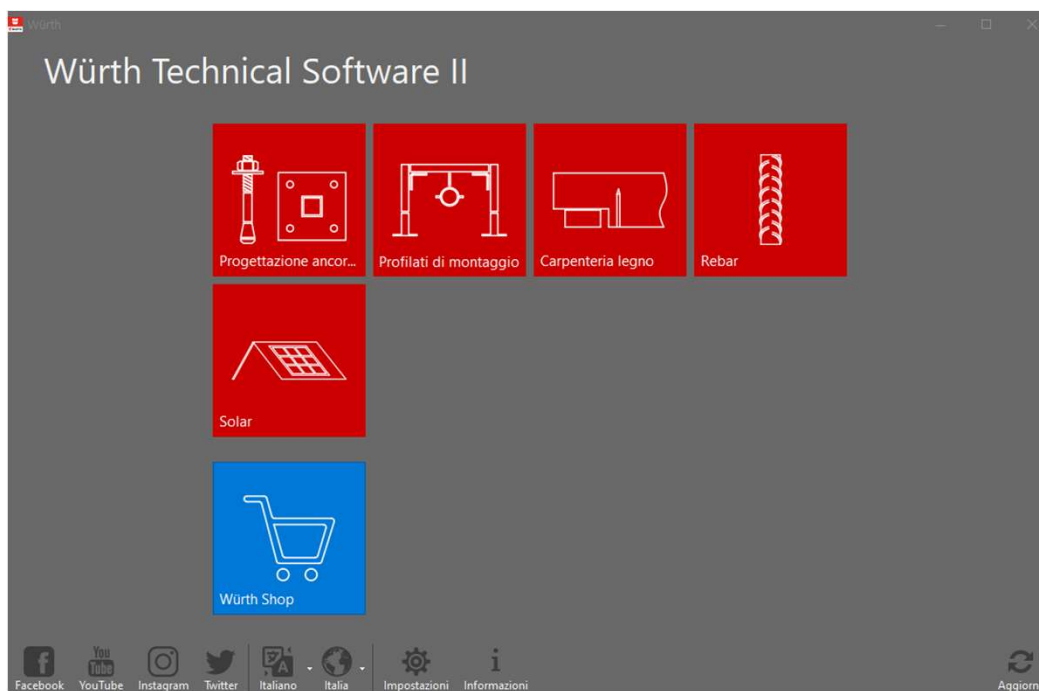 Würth
Würth Technical Software II
Progettazione ancor...
Profilati di montaggio
Carpenteria legno
Rebar
Solar
Würth Shop
Facebook
YouTube
Instagram
Twitter
Italiano
Italia
Impostazioni
Informazioni
Aggiorn